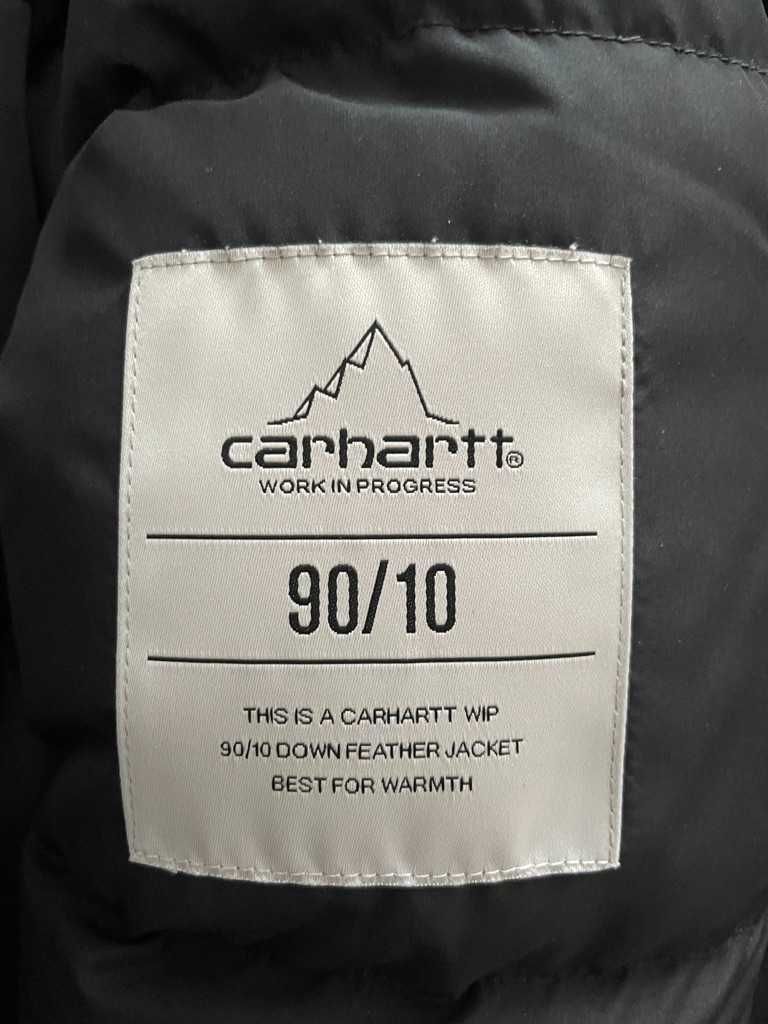 carhartt®
WORK IN PROGRESS
90/10
THIS IS A CARHARTT WIP
90/10 DOWN FEATHER JACKET
BEST FOR WARMTH